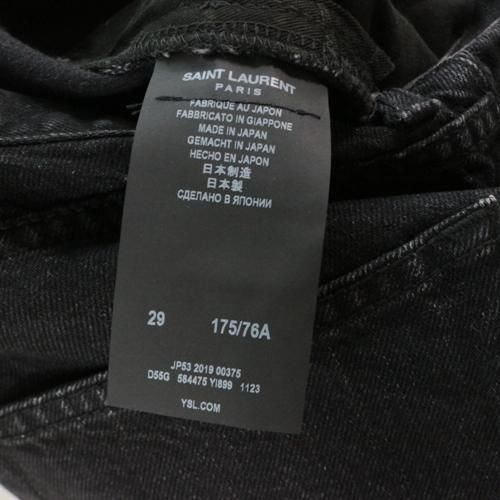 SAINT LAURENT
PARIS
FABRIQUE AU JAPON
FABBRICATO IN GIAPPONE
MADE IN JAPAN
GEMACHT IN JAPAN
HECHO EN JAPON
日本制造
日本製
СДЕЛАНО В ЯПОНИИ
29 175/76A
JP53 2019 00375
D55G 584475 YI899 1123
YSL.COM